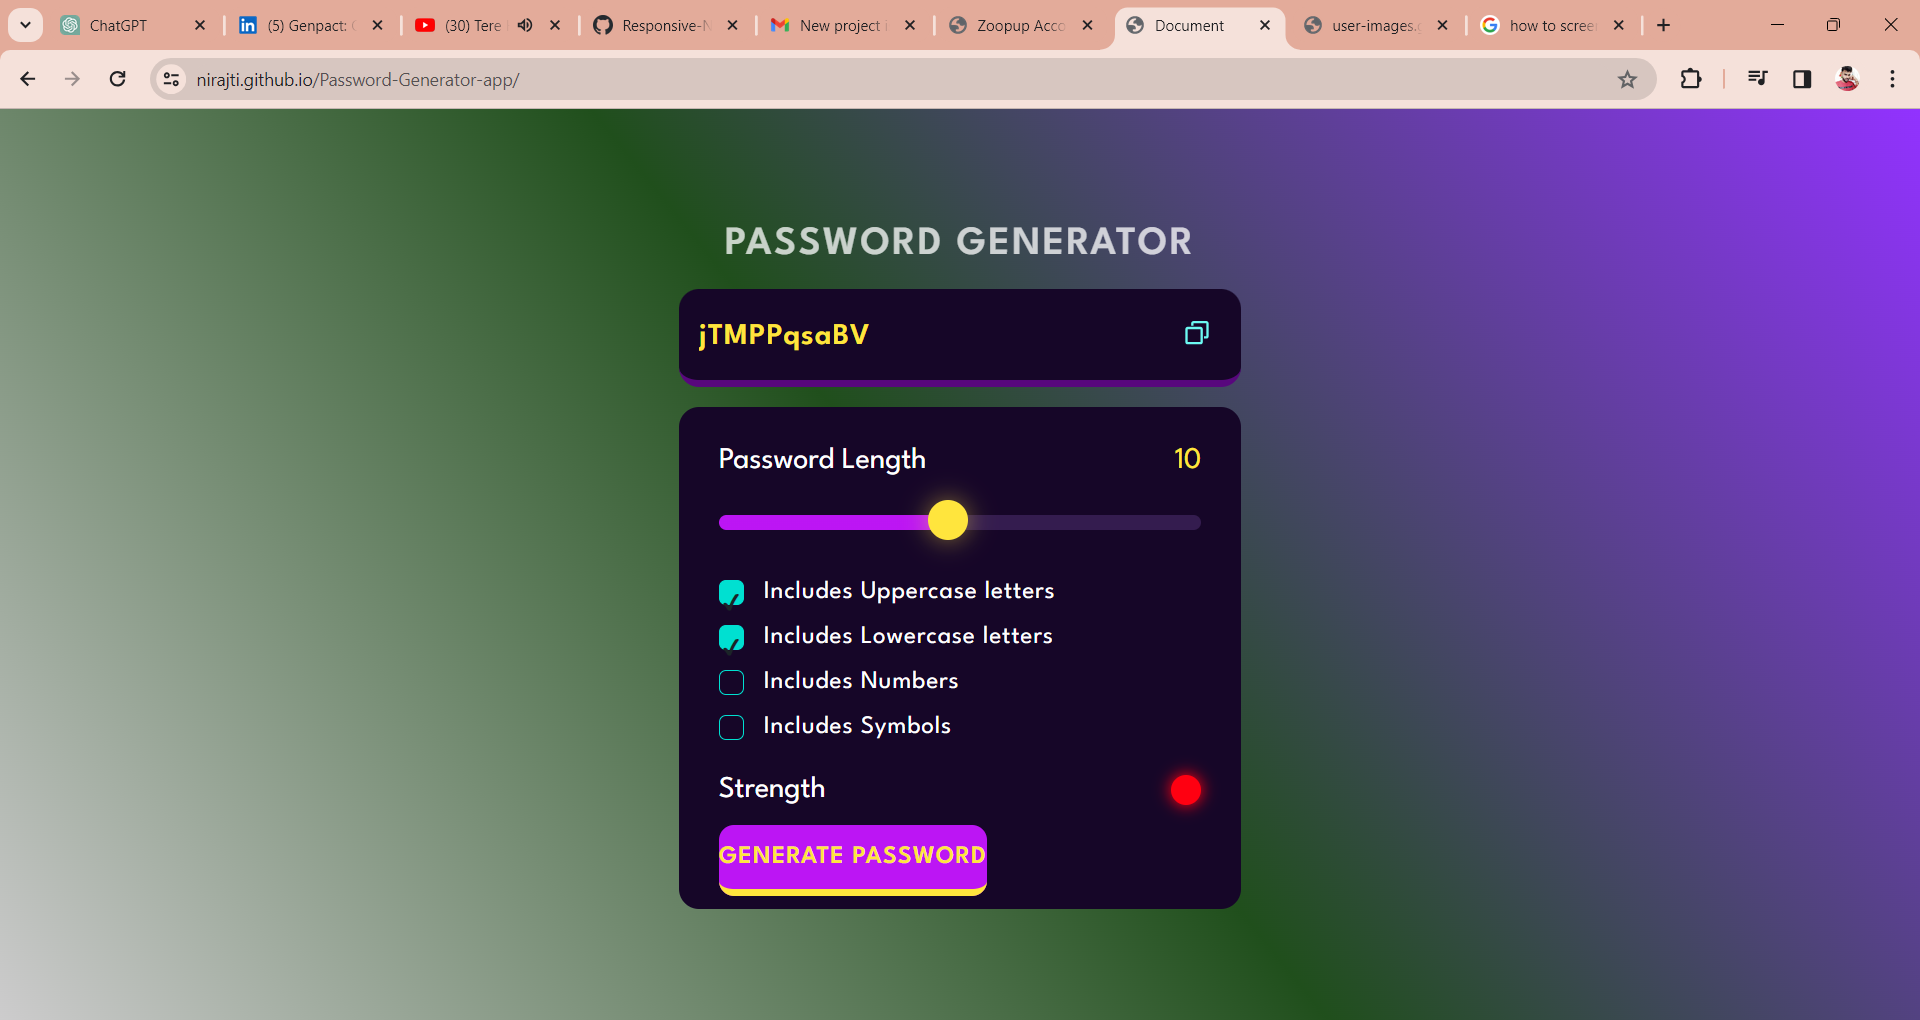 ChatGPT
(5) Genpact:
(30) Tere
Responsive-N
New project i
Zoopup Acco
Document
user-images.g
how to scree
nirajti.github.io/Password-Generator-app/
PASSWORD GENERATOR
jTMPPqsaBV
Password Length 10
Includes Uppercase letters
Includes Lowercase letters
Includes Numbers
Includes Symbols
Strength
GENERATE PASSWORD